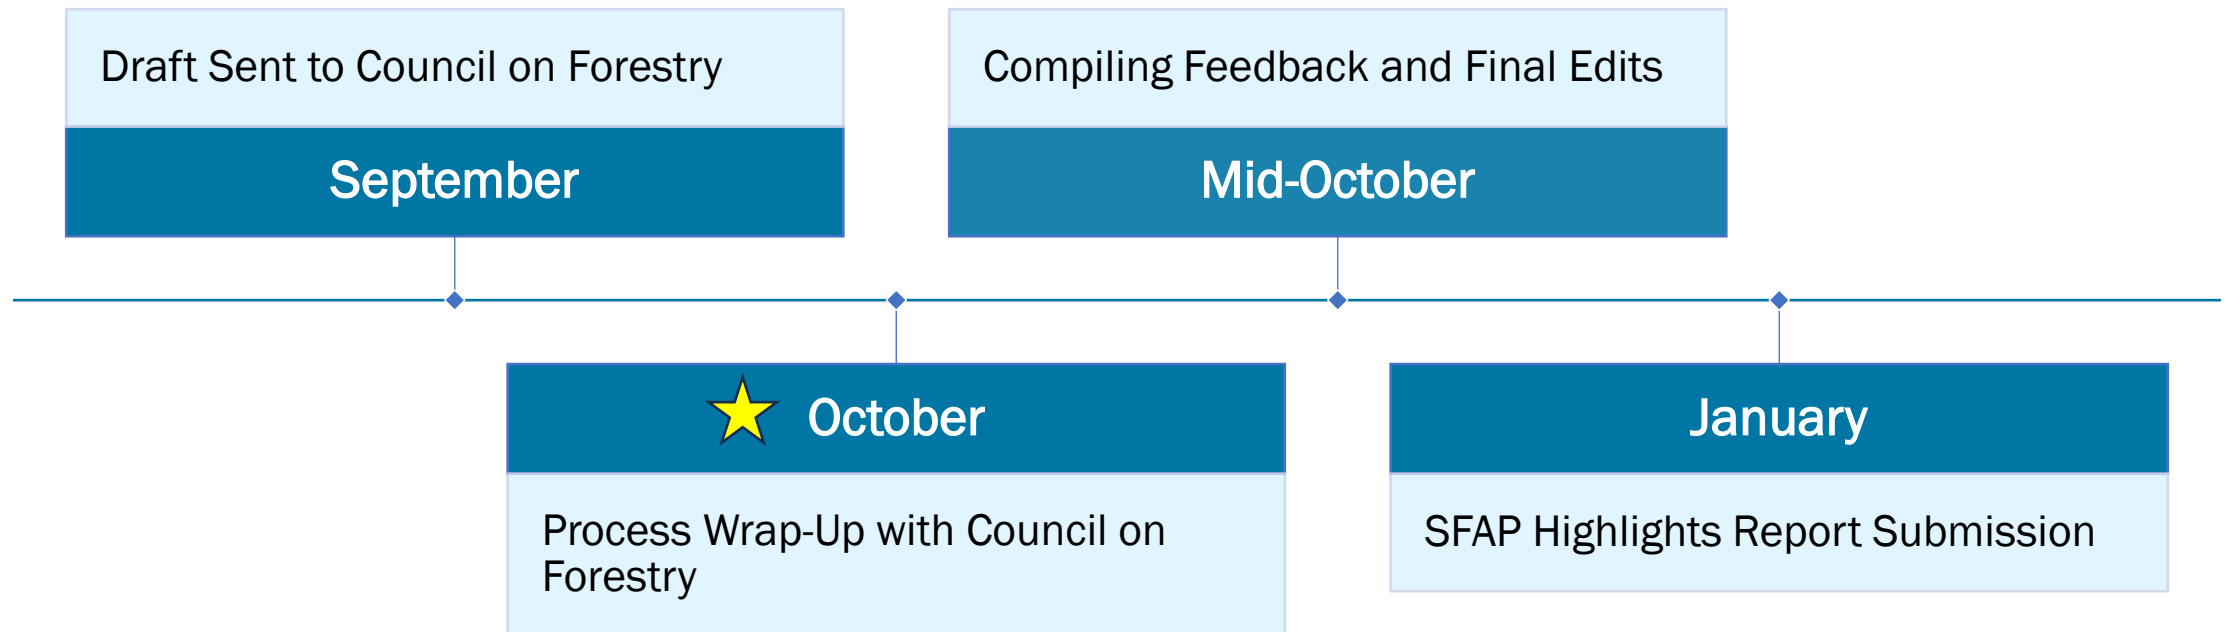 Draft Sent to Council on Forestry
September
Compiling Feedback and Final Edits
Mid-October
October
Process Wrap-Up with Council on
Forestry
January
SFAP Highlights Report Submission